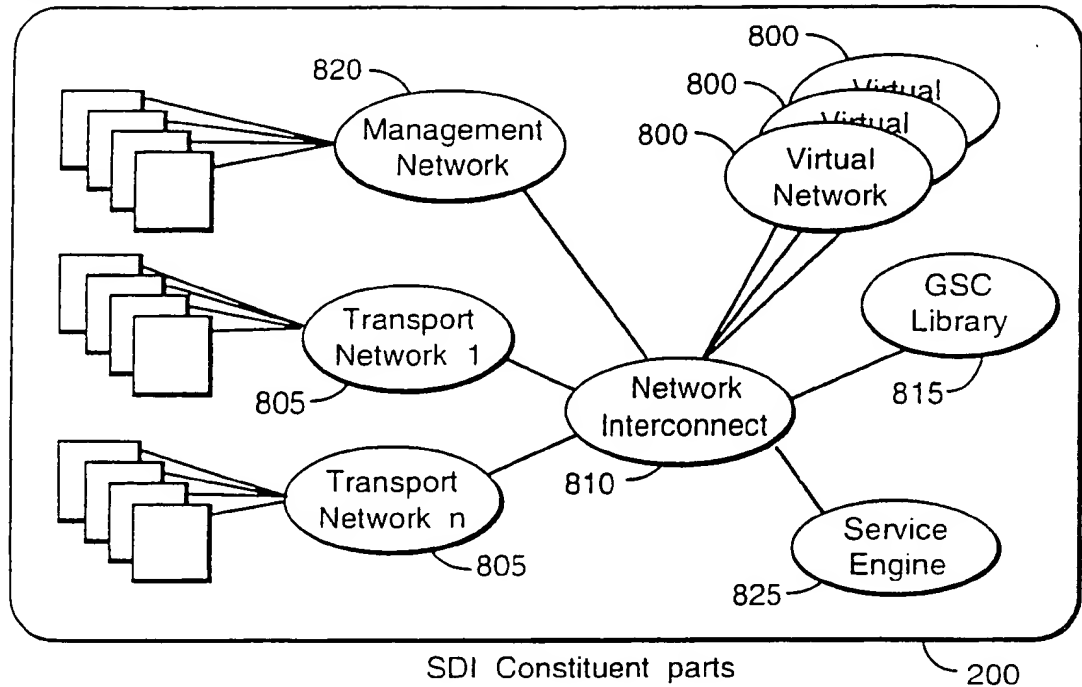 800
Virtual
820
800
Virtual
Management
Network
800
Virtual
Network
GSC
Library
815
Transport
Network 1
805
Network
Interconnect
810
Transport
Network n
805
Service
Engine
825
SDI Constituent parts
200